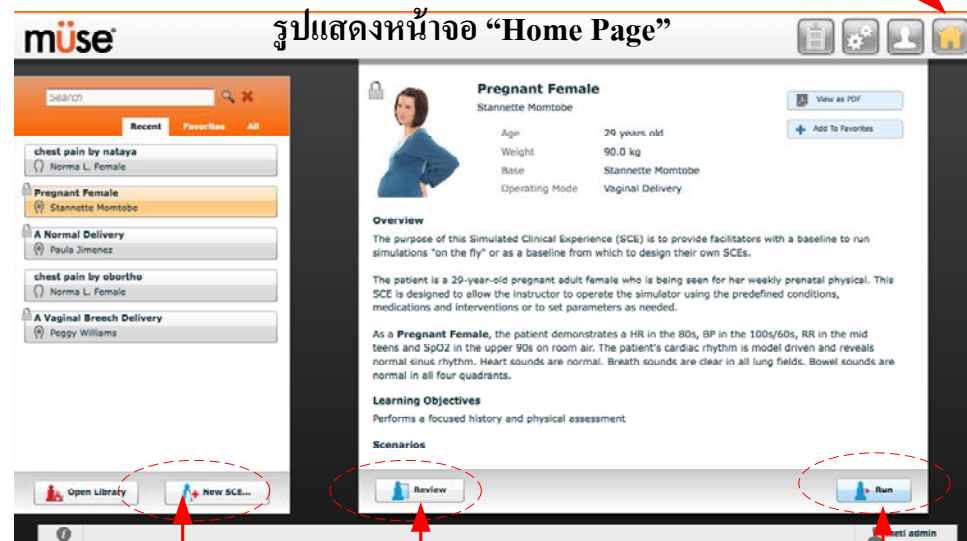 müse
รูปแสดงหน้าจอ “Home Page”
Search
Recent Favorites All
chest pain by nataya
Norma L. Female
Pregnant Female
Stannette Momtobe
A Normal Delivery
Paula Jimenez
chest pain by obortho
Norma L. Female
A Vaginal Breech Delivery
Peggy Williams
Open Library
New SCE...
Pregnant Female
Stannette Momtobe
Age 29 years old
Weight 90.0 kg
Base Stannette Momtobe
Operating Mode Vaginal Delivery
View as PDF
Add To Favorites
Overview
The purpose of this Simulated Clinical Experience (SCE) is to provide facilitators with a baseline to run
simulations "on the fly" or as a baseline from which to design their own SCEs.
The patient is a 29-year-old pregnant adult female who is being seen for her weekly prenatal physical. This
SCE is designed to allow the instructor to operate the simulator using the predefined conditions,
medications and interventions or to set parameters as needed.
As a Pregnant Female, the patient demonstrates a HR in the 80s, BP in the 100s/60s, RR in the mid
teens and SpO2 in the upper 90s on room air. The patient's cardiac rhythm is model driven and reveals
normal sinus rhythm. Heart sounds are normal. Breath sounds are clear in all lung fields. Bowel sounds are
normal in all four quadrants.
Learning Objectives
Performs a focused history and physical assessment
Scenarios
Review
Run
meti admin